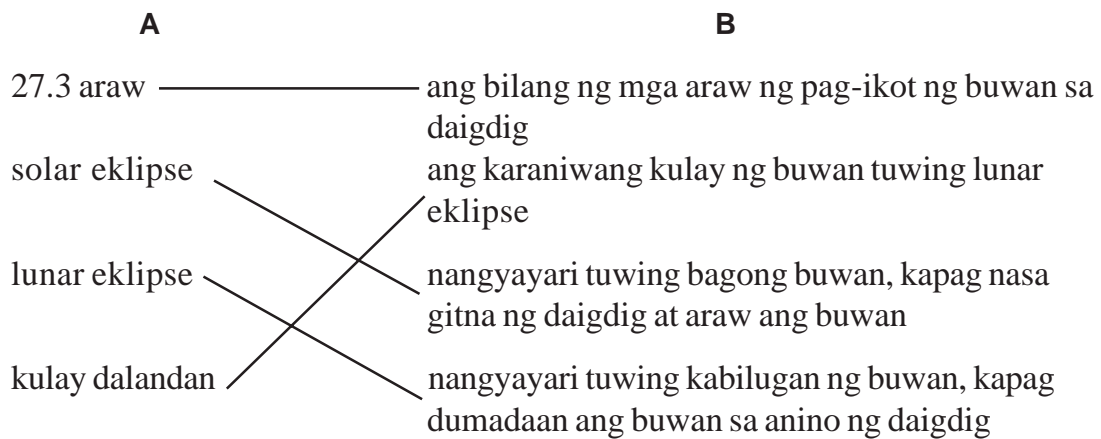 A B
27.3 araw ang bilang ng mga araw ng pag-ikot ng buwan sa
daigdig
solar eklipse ang karaniwang kulay ng buwan tuwing lunar
eklipse
lunar eklipse nangyayari tuwing bagong buwan, kapag nasa
gitna ng daigdig at araw ang buwan
kulay dalandan nangyayari tuwing kabilugan ng buwan, kapag
dumadaan ang buwan sa anino ng daigdig